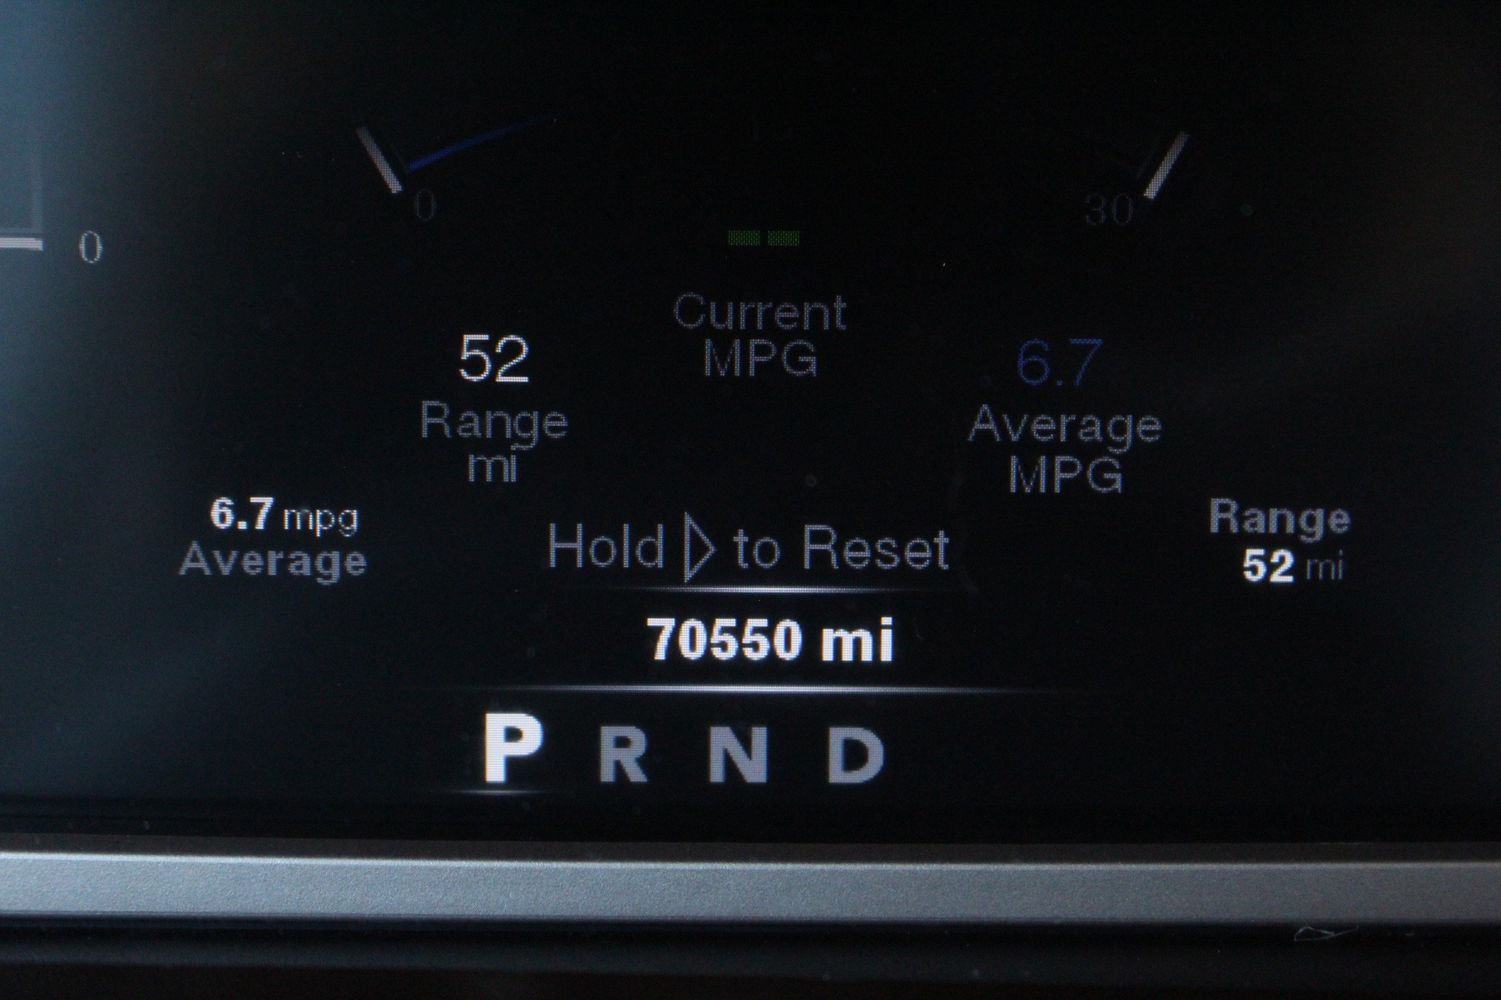 0 30
0
-- 
Current
MPG
52
Range
mi
6.7
Average
MPG
6.7 mpg
Average
Range
52 mi
Hold ▷ to Reset
70550 mi
P R N D